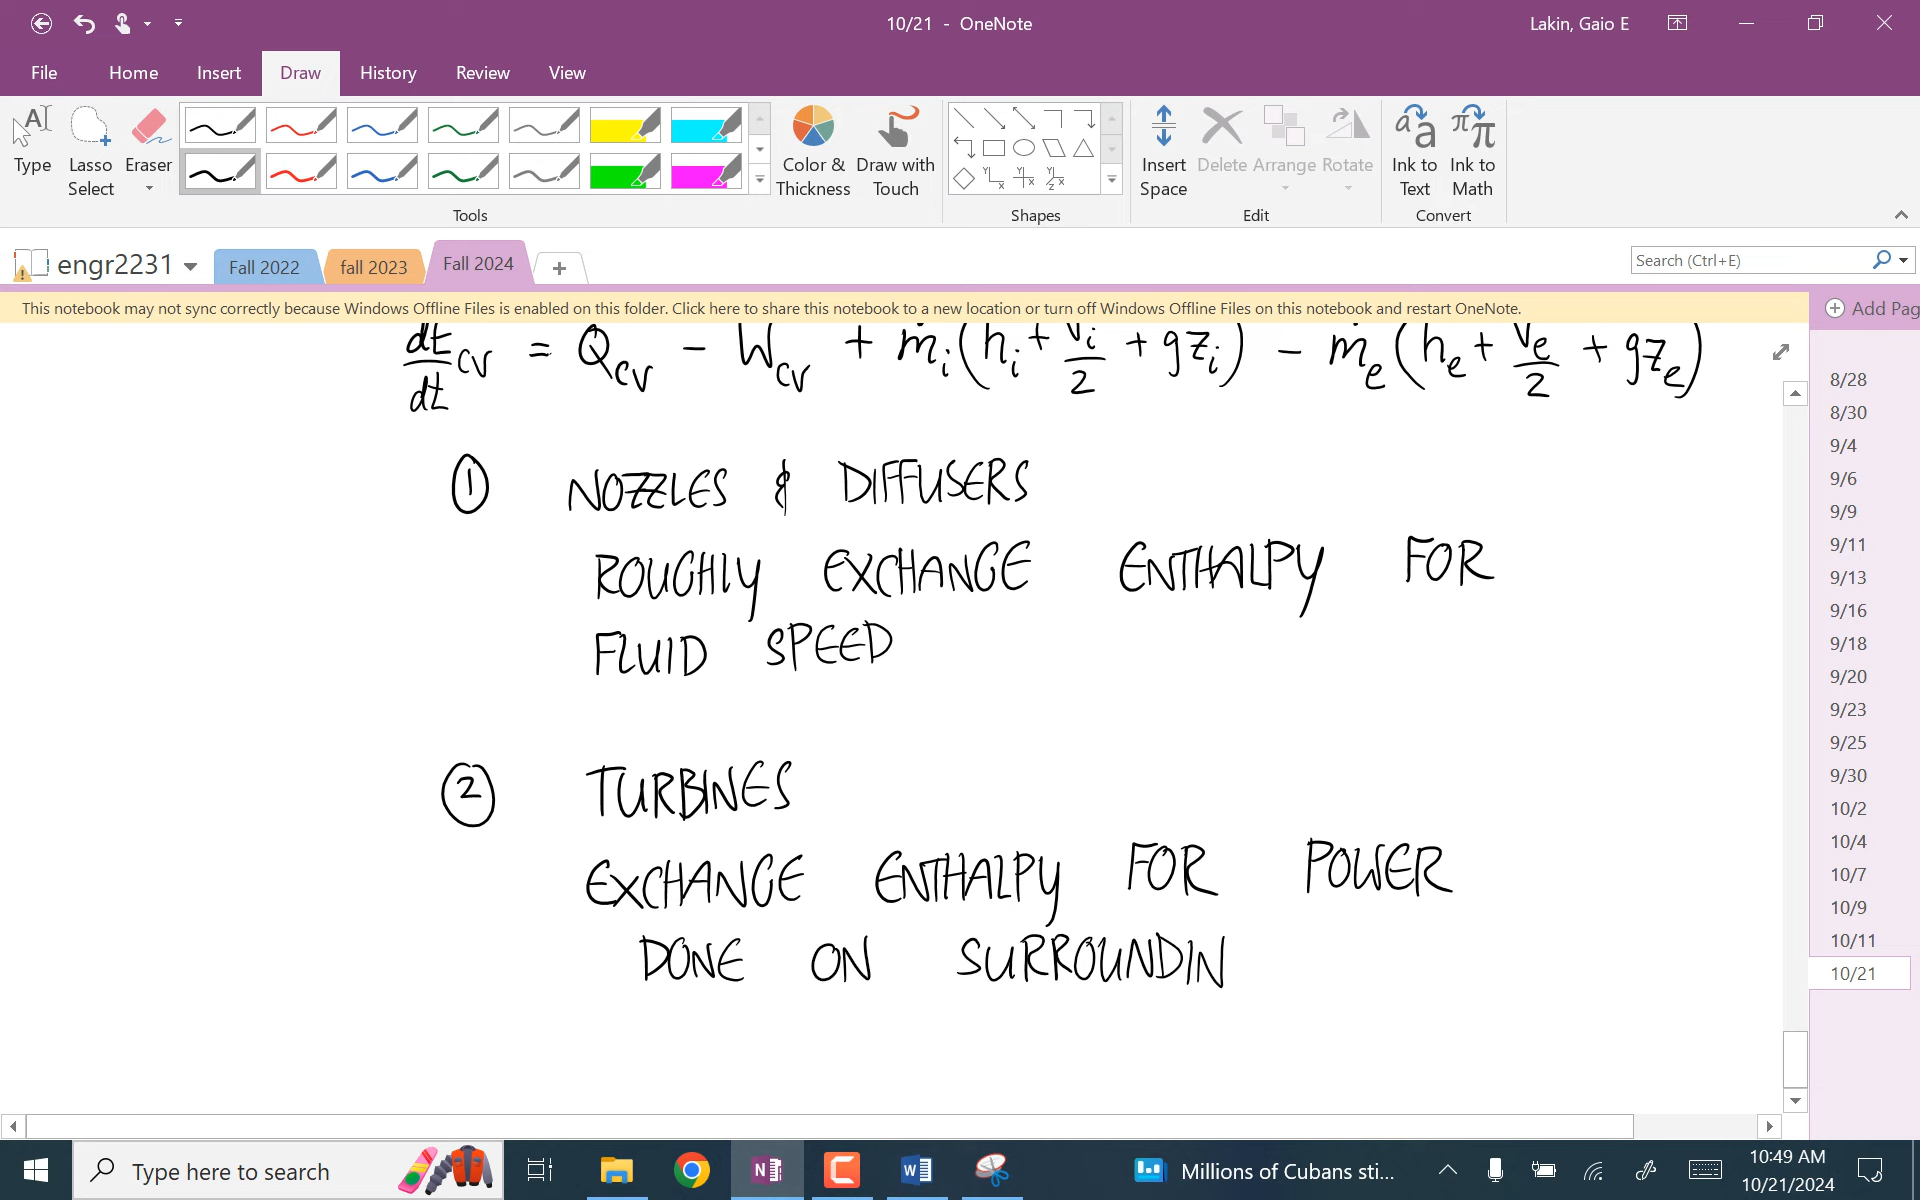 10/21 - OneNote
Lakin, Gaio E
File Home Insert Draw History Review View
Type
Lasso Select
Eraser
Color & Thickness
Draw with Touch
Insert Space
Delete
Arrange
Rotate
Ink to Text
Ink to Math
Tools Shapes Edit Convert
engr2231
Fall 2022
fall 2023
Fall 2024
Search (Ctrl+E)
This notebook may not sync correctly because Windows Offline Files is enabled on this folder. Click here to share this notebook to a new location or turn off Windows Offline Files on this notebook and restart OneNote.
Add Pag
dE/dt cv = Q̇cv - Ẇcv + ṁi(hi + Vi/2 + gzi) - ṁe(he + Ve/2 + gze)
① NOZZLES & DIFFUSERS
ROUGHLY EXCHANGE ENTHALPY FOR
FLUID SPEED
② TURBINES
EXCHANGE ENTHALPY FOR POWER
DONE ON SURROUNDIN
8/28
8/30
9/4
9/6
9/9
9/11
9/13
9/16
9/18
9/20
9/23
9/25
9/30
10/2
10/4
10/7
10/9
10/11
10/21
Type here to search
Millions of Cubans sti...
10:49 AM
10/21/2024